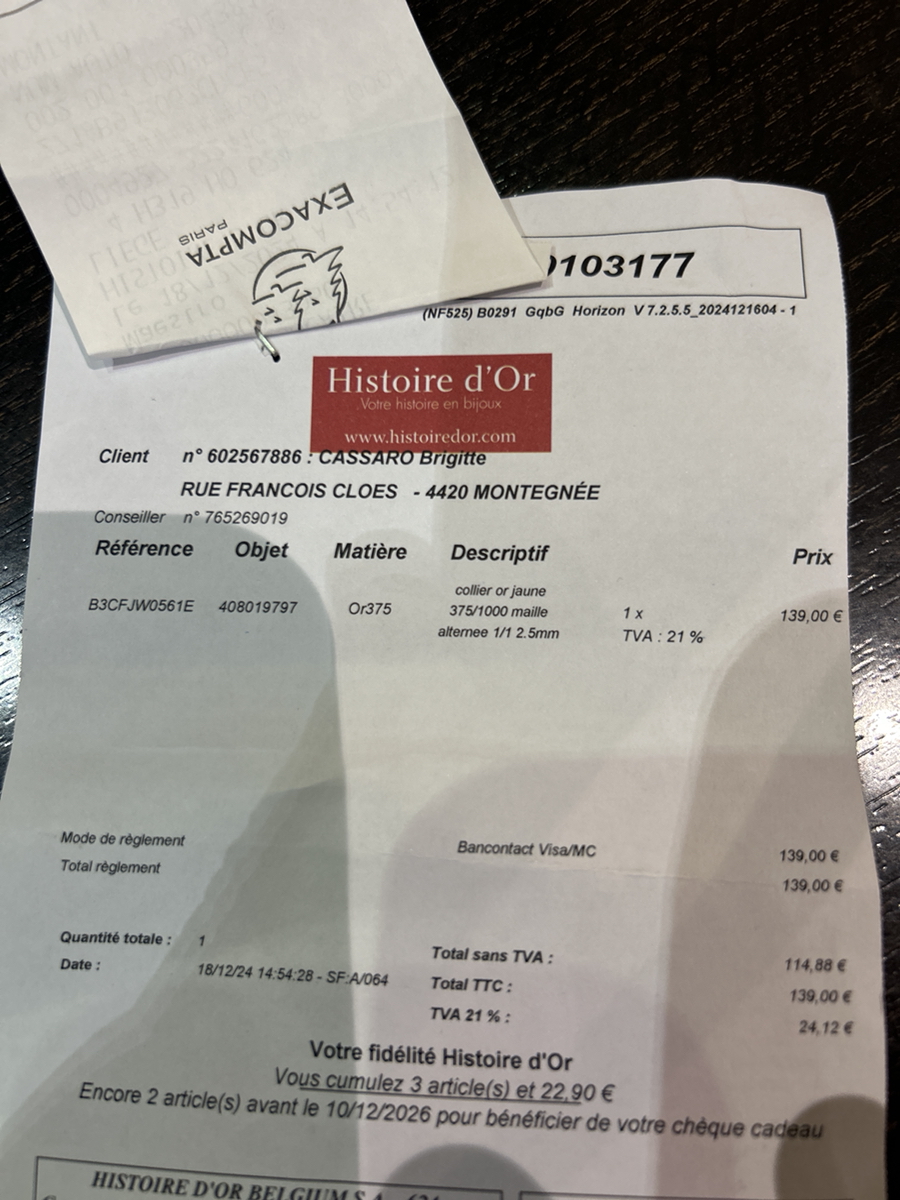 EXACOMPTA
PARIS
0103177
(NF525) B0291 GqbG Horizon V 7.2.5.5_2024121604 - 1
Histoire d'Or
Votre histoire en bijoux
www.histoiredor.com
Client n° 602567886 : CASSARO Brigitte
RUE FRANCOIS CLOES - 4420 MONTEGNÉE
Conseiller n° 765269019
Référence Objet Matière Descriptif Prix
B3CFJW0561E 408019797 Or375 collier or jaune
375/1000 maille 1 x 139,00 €
alternee 1/1 2.5mm TVA : 21 %
Mode de règlement Bancontact Visa/MC 139,00 €
Total règlement 139,00 €
Quantité totale : 1 Total sans TVA : 114,88 €
Date : 18/12/24 14:54:28 - SF:A/064 Total TTC : 139,00 €
TVA 21 % : 24,12 €
Votre fidélité Histoire d'Or
Vous cumulez 3 article(s) et 22,90 €
Encore 2 article(s) avant le 10/12/2026 pour bénéficier de votre chèque cadeau
HISTOIRE D'OR BELGIUM S.A.